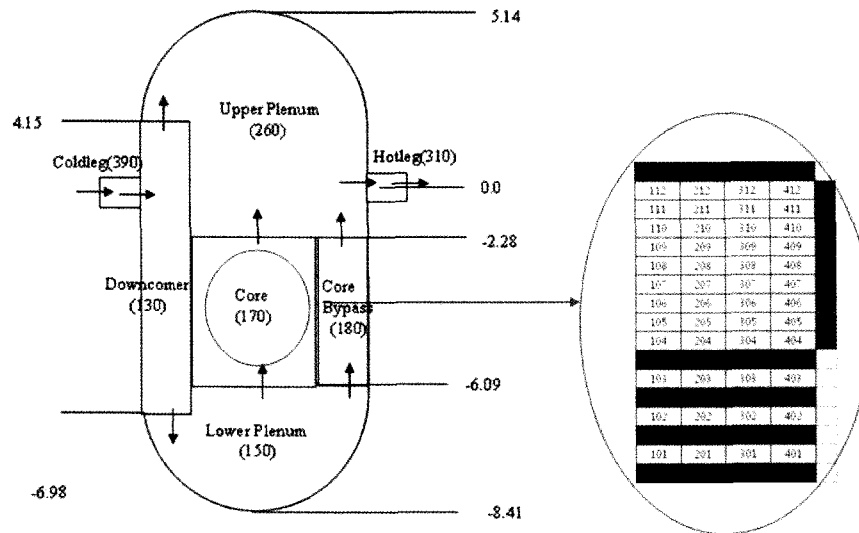 5.14
Upper Plenum
(260)
4.15
Coldleg(390)
Hotleg(310)
0.0
-2.28
Downcomer
(130)
Core
(170)
Core
Bypass
(180)
-6.09
Lower Plenum
(150)
-6.98
-8.41
112 212 312 412
111 211 311 411
110 210 310 410
109 209 309 409
108 208 308 408
107 207 307 407
106 206 306 406
105 205 305 405
104 204 304 404
103 203 303 403
102 202 302 402
101 201 301 401